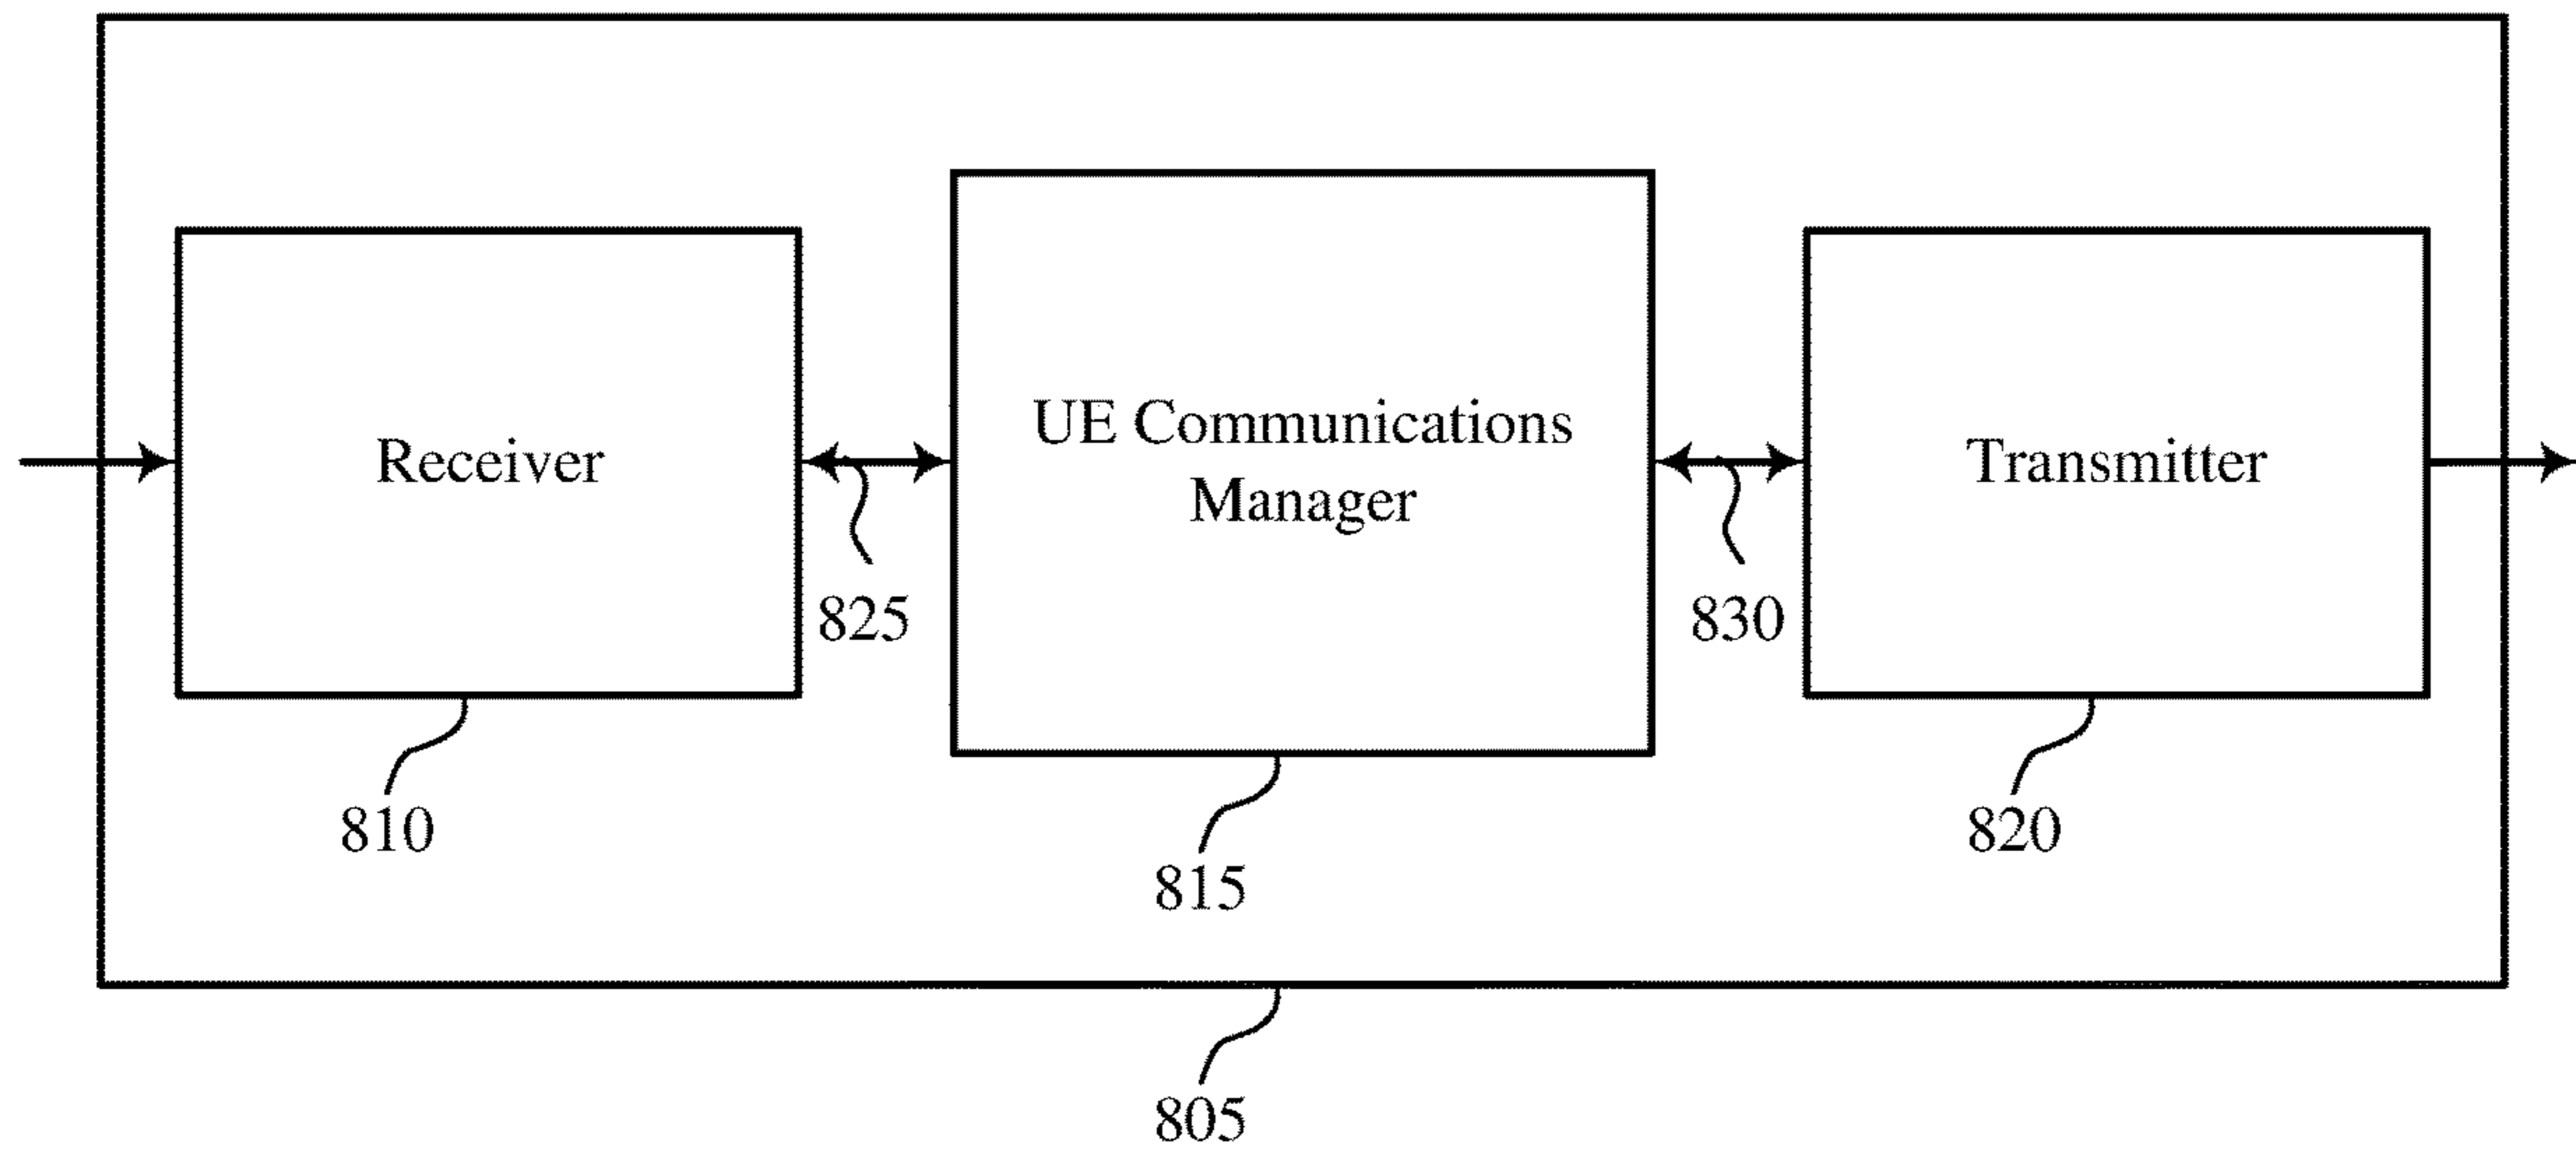 Receiver
UE Communications
Manager
Transmitter
825
830
810
815
820
805